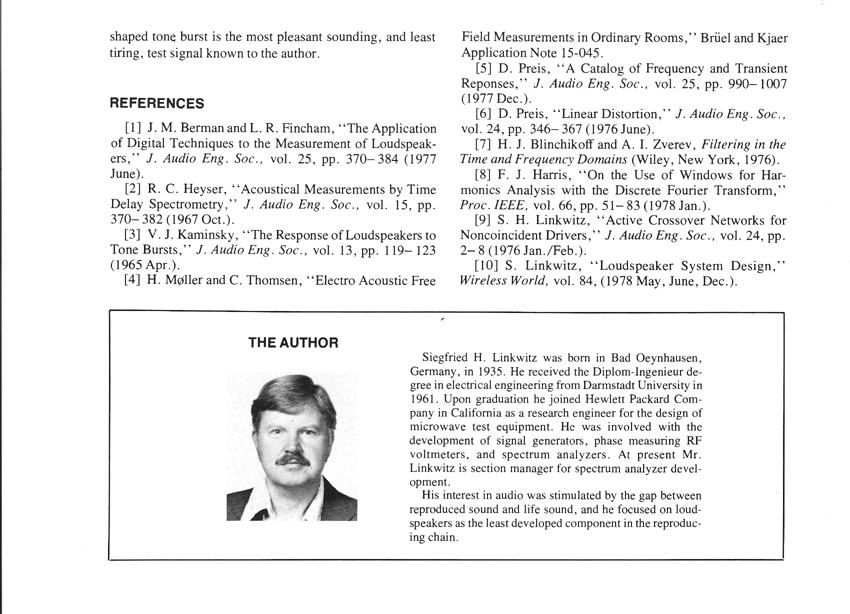 shaped tone burst is the most pleasant sounding, and least
tiring, test signal known to the author.
REFERENCES
[1] J. M. Berman and L. R. Fincham, ‘‘The Application
of Digital Techniques to the Measurement of Loudspeak-
ers,’’ J. Audio Eng. Soc., vol. 25, pp. 370–384 (1977
June).
[2] R. C. Heyser, ‘‘Acoustical Measurements by Time
Delay Spectrometry,’’ J. Audio Eng. Soc., vol. 15, pp.
370–382 (1967 Oct.).
[3] V. J. Kaminsky, ‘‘The Response of Loudspeakers to
Tone Bursts,’’ J. Audio Eng. Soc., vol. 13, pp. 119–123
(1965 Apr.).
[4] H. Møller and C. Thomsen, ‘‘Electro Acoustic Free
Field Measurements in Ordinary Rooms,’’ Brüel and Kjaer
Application Note 15-045.
[5] D. Preis, ‘‘A Catalog of Frequency and Transient
Reponses,’’ J. Audio Eng. Soc., vol. 25, pp. 990–1007
(1977 Dec.).
[6] D. Preis, ‘‘Linear Distortion,’’ J. Audio Eng. Soc.,
vol. 24, pp. 346–367 (1976 June).
[7] H. J. Blinchikoff and A. I. Zverev, Filtering in the
Time and Frequency Domains (Wiley, New York, 1976).
[8] F. J. Harris, ‘‘On the Use of Windows for Har-
monics Analysis with the Discrete Fourier Transform,’’
Proc. IEEE, vol. 66, pp. 51–83 (1978 Jan.).
[9] S. H. Linkwitz, ‘‘Active Crossover Networks for
Noncoincident Drivers,’’ J. Audio Eng. Soc., vol. 24, pp.
2–8 (1976 Jan./Feb.).
[10] S. Linkwitz, ‘‘Loudspeaker System Design,’’
Wireless World, vol. 84, (1978 May, June, Dec.).
THE AUTHOR
Siegfried H. Linkwitz was born in Bad Oeynhausen,
Germany, in 1935. He received the Diplom-Ingenieur de-
gree in electrical engineering from Darmstadt University in
1961. Upon graduation he joined Hewlett Packard Com-
pany in California as a research engineer for the design of
microwave test equipment. He was involved with the
development of signal generators, phase measuring RF
voltmeters, and spectrum analyzers. At present Mr.
Linkwitz is section manager for spectrum analyzer devel-
opment.
His interest in audio was stimulated by the gap between
reproduced sound and life sound, and he focused on loud-
speakers as the least developed component in the reproduc-
ing chain.